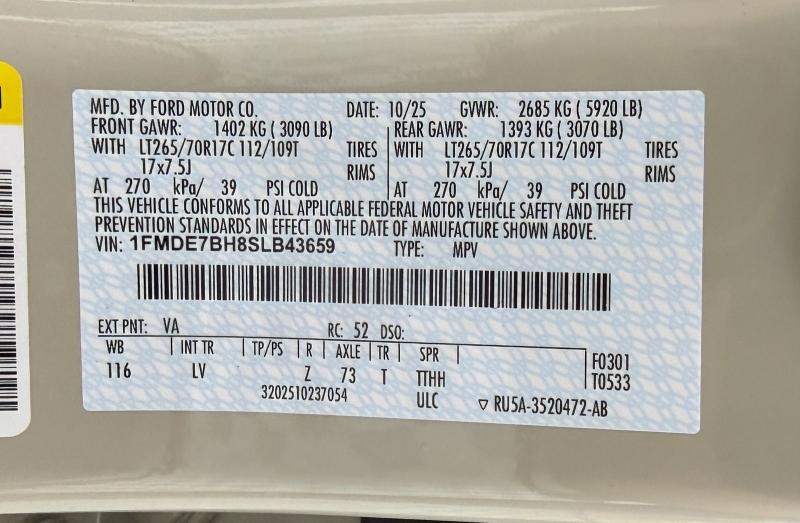 MFD. BY FORD MOTOR CO. DATE: 10/25 GVWR: 2685 KG ( 5920 LB)
FRONT GAWR: 1402 KG ( 3090 LB) REAR GAWR: 1393 KG ( 3070 LB)
WITH LT265/70R17C 112/109T TIRES WITH LT265/70R17C 112/109T TIRES
17x7.5J RIMS 17x7.5J RIMS
AT 270 kPa/ 39 PSI COLD AT 270 kPa/ 39 PSI COLD
THIS VEHICLE CONFORMS TO ALL APPLICABLE FEDERAL MOTOR VEHICLE SAFETY AND THEFT
PREVENTION STANDARDS IN EFFECT ON THE DATE OF MANUFACTURE SHOWN ABOVE.
VIN: 1FMDE7BH8SLB43659 TYPE: MPV
EXT PNT: VA RC: 52 DSO:
WB INT TR TP/PS R AXLE TR SPR F0301
116 LV Z 73 T TTHH T0533
3202510237054 ULC ▽ RU5A-3520472-AB